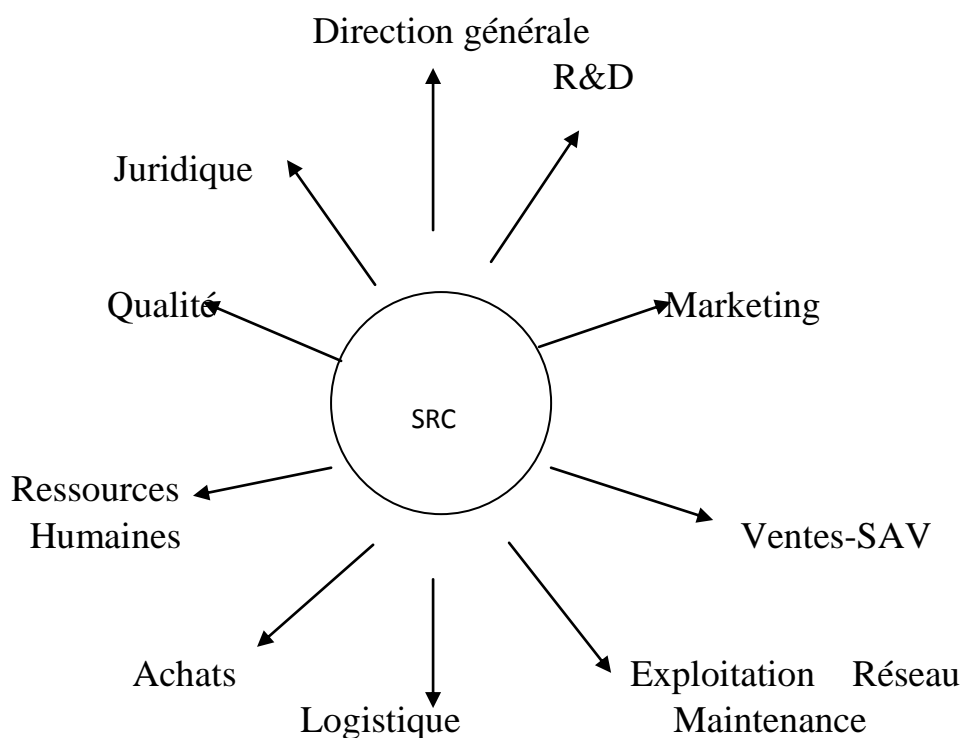 Direction générale
R&D
Juridique
Qualité
Marketing
SRC
Ressources
Humaines
Ventes-SAV
Achats
Exploitation Réseau
Maintenance
Logistique